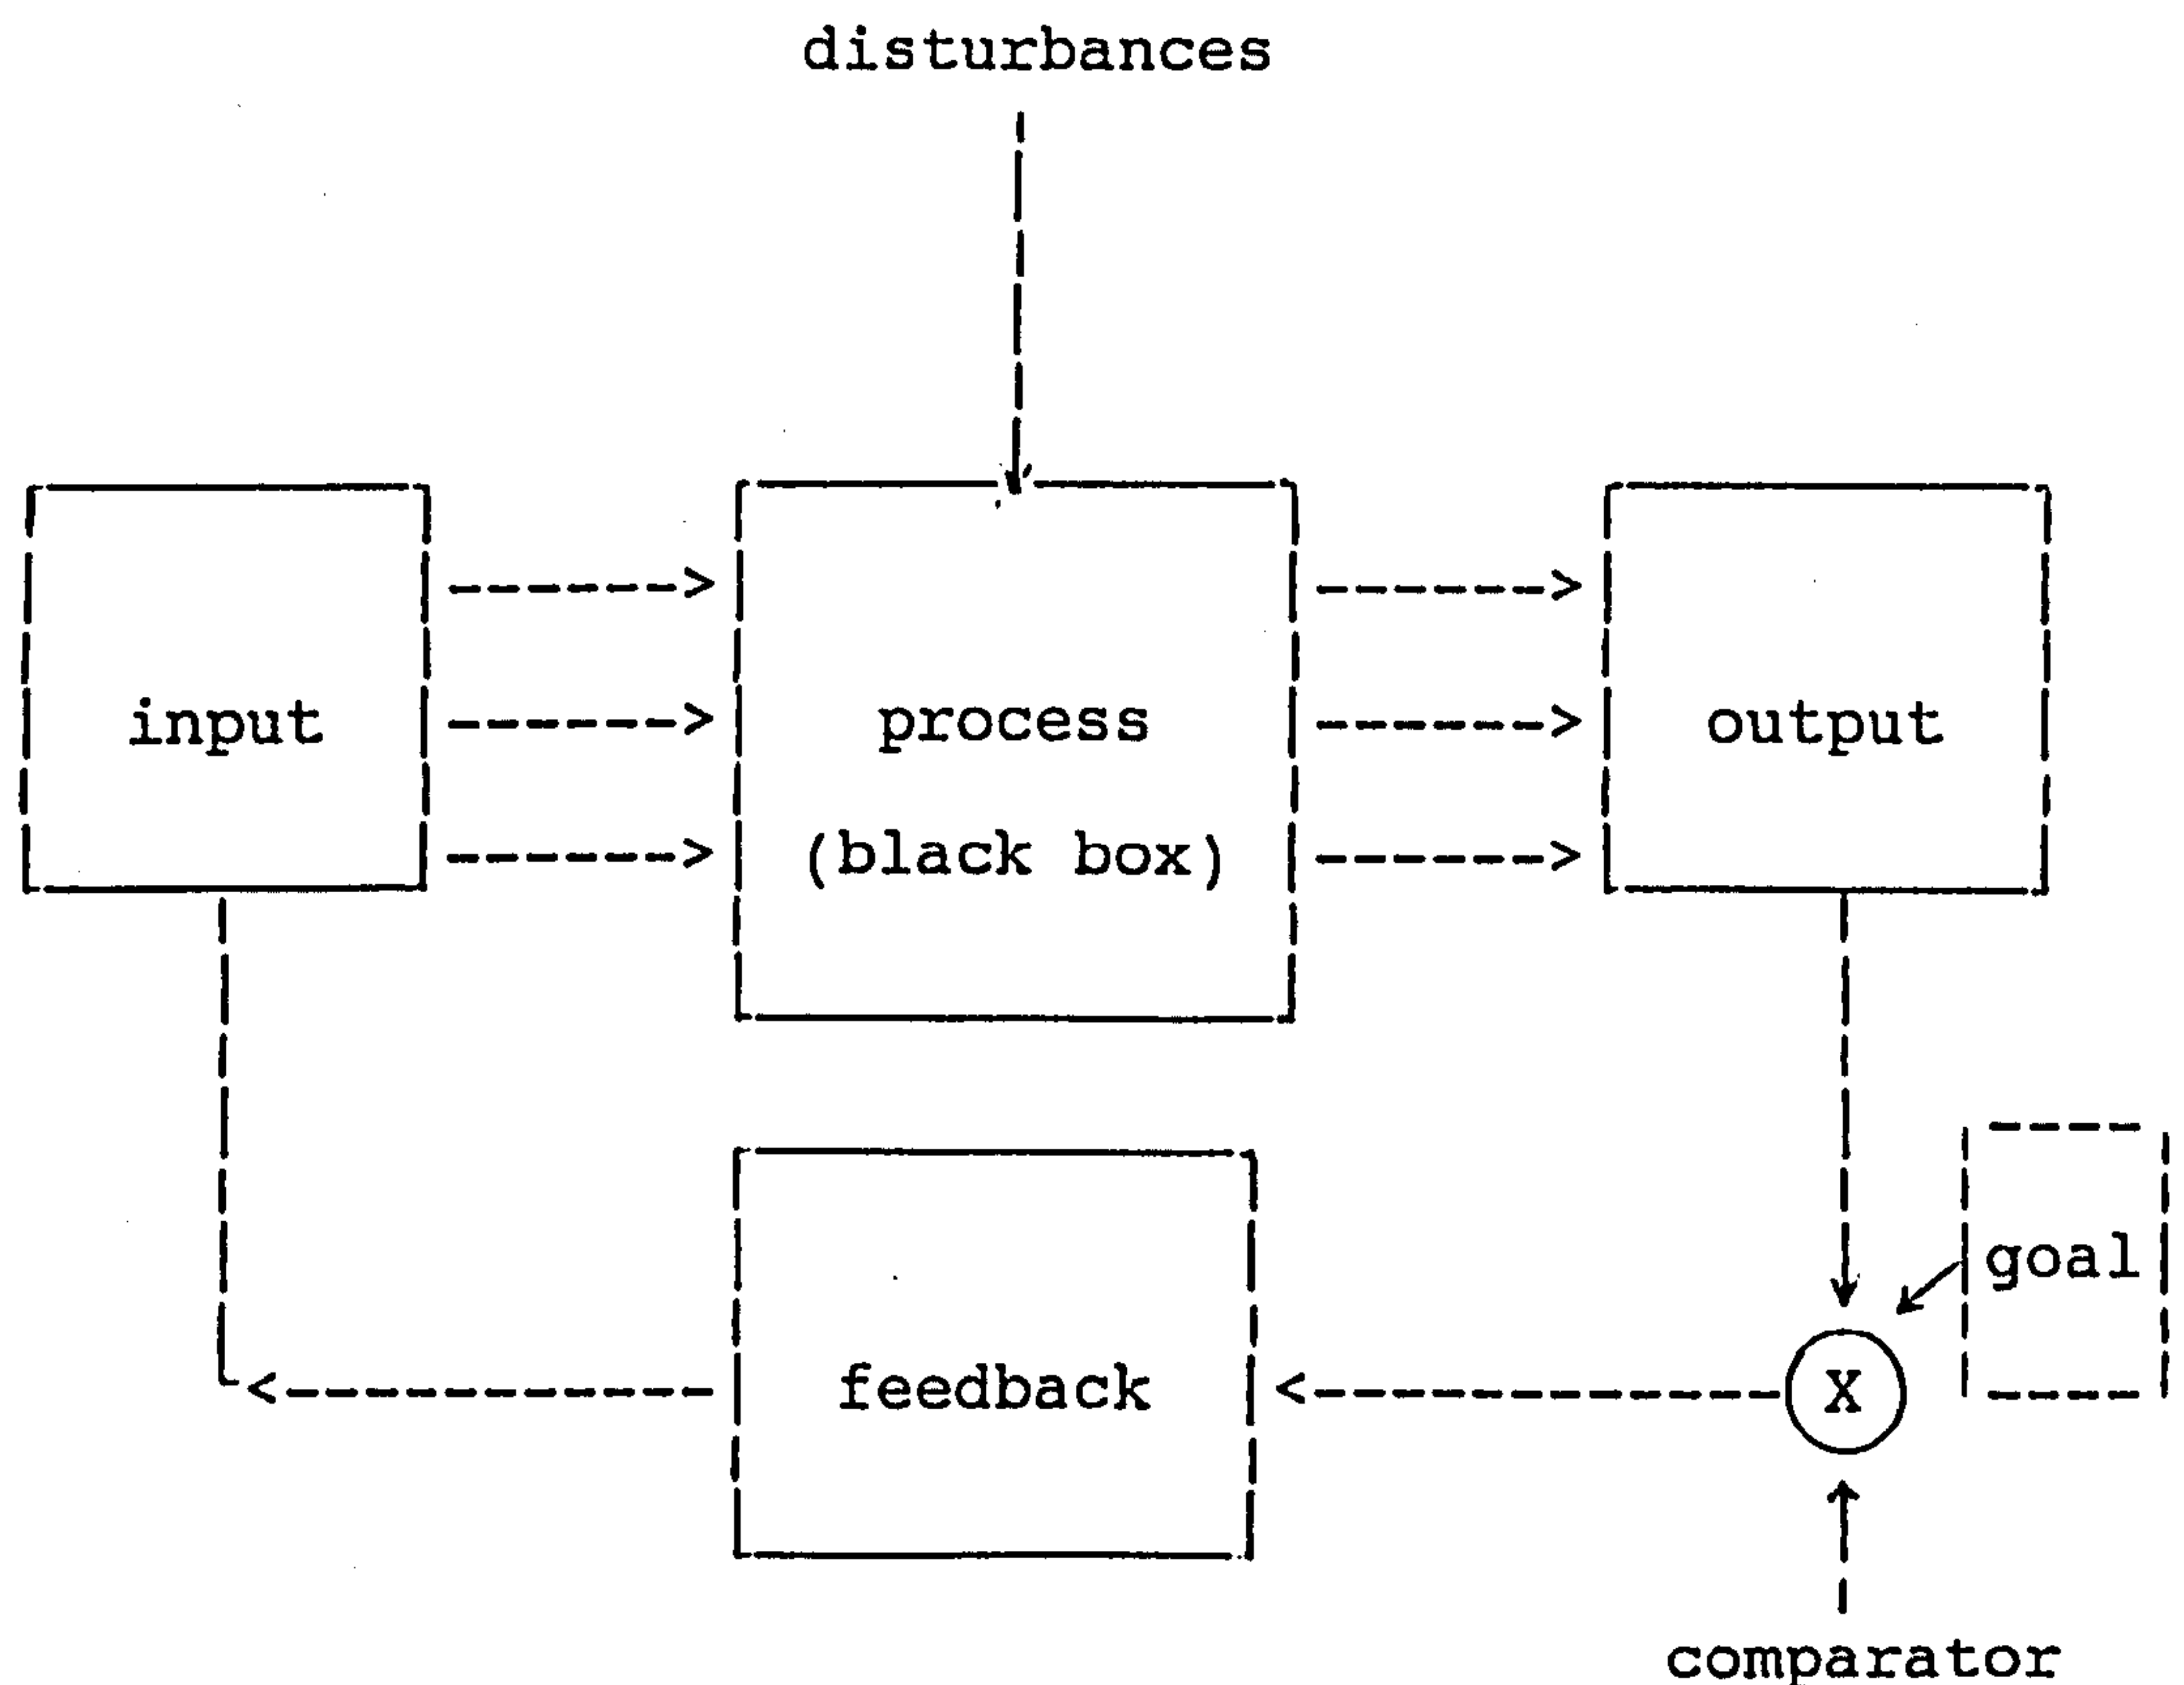 disturbances
input
process
(black box)
output
goal
feedback
X
comparator